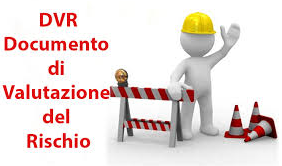 DVR
Documento
di
Valutazione
del
Rischio